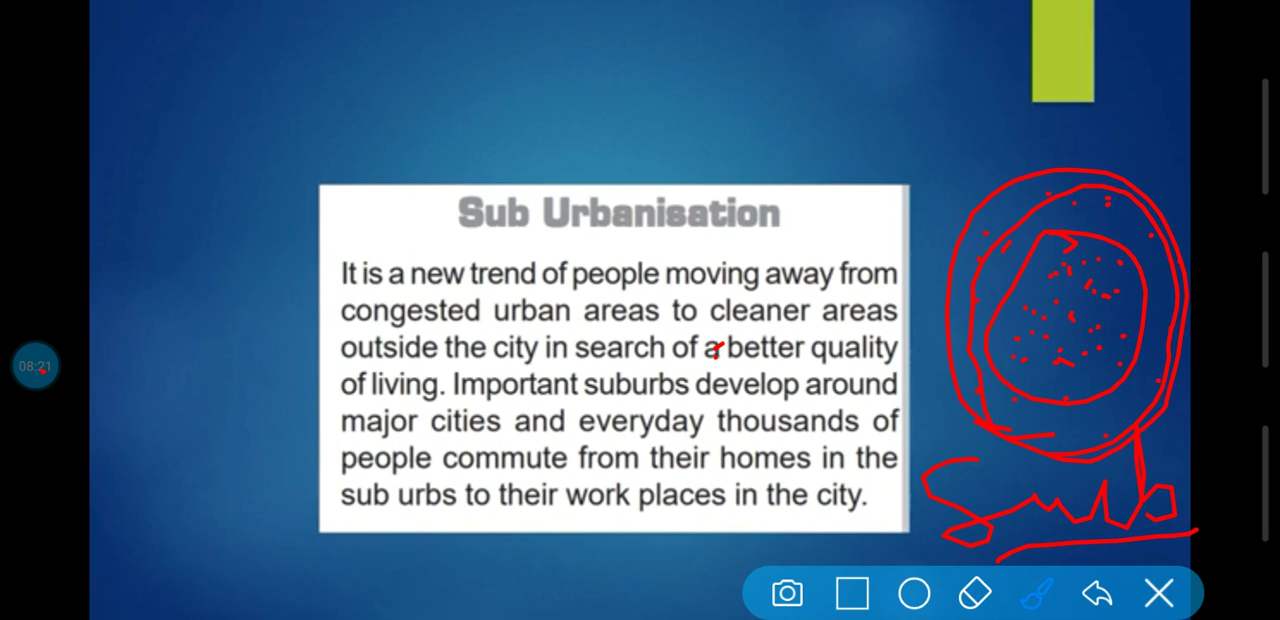 Sub Urbanisation
It is a new trend of people moving away from
congested urban areas to cleaner areas
outside the city in search of a better quality
of living. Important suburbs develop around
major cities and everyday thousands of
people commute from their homes in the
sub urbs to their work places in the city.
08:21